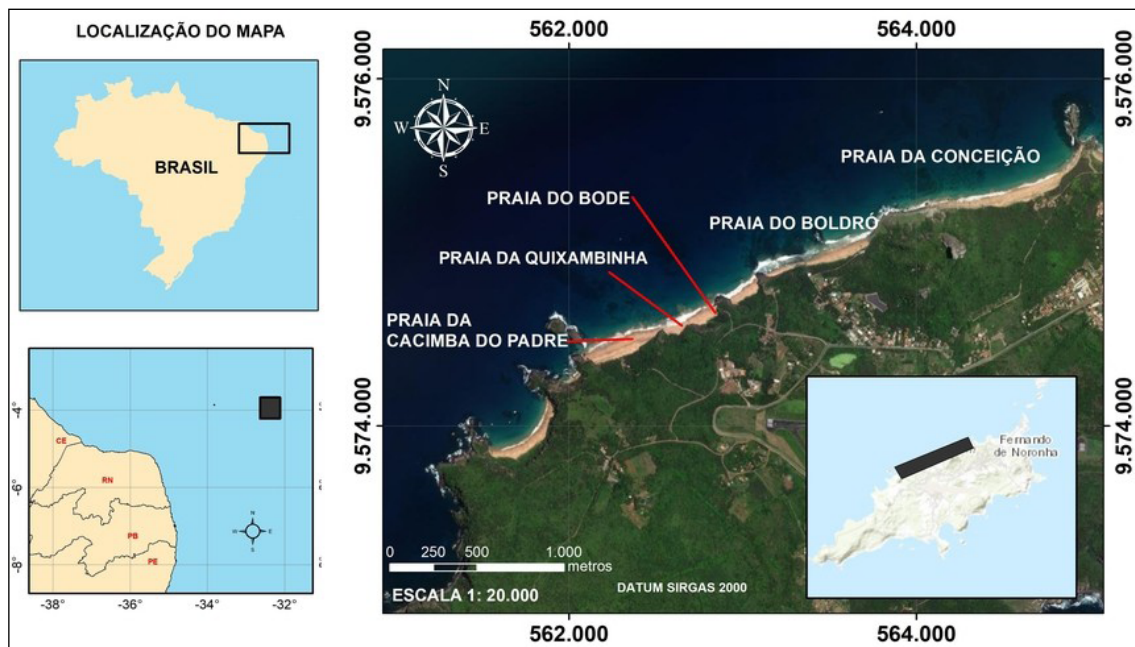 LOCALIZAÇÃO DO MAPA
BRASIL
-4°
-6°
-8°
-38°
-36°
-34°
-32°
CE
RN
PB
PE
N
W
E
S
562.000
564.000
9.576.000
9.576.000
N
W
E
S
PRAIA DA CONCEIÇÃO
PRAIA DO BODE
PRAIA DO BOLDRÓ
PRAIA DA QUIXAMBINHA
PRAIA DA
CACIMBA DO PADRE
9.574.000
9.574.000
Fernando
de Noronha
0 250 500 1.000
metros
ESCALA 1: 20.000
DATUM SIRGAS 2000
562.000
564.000